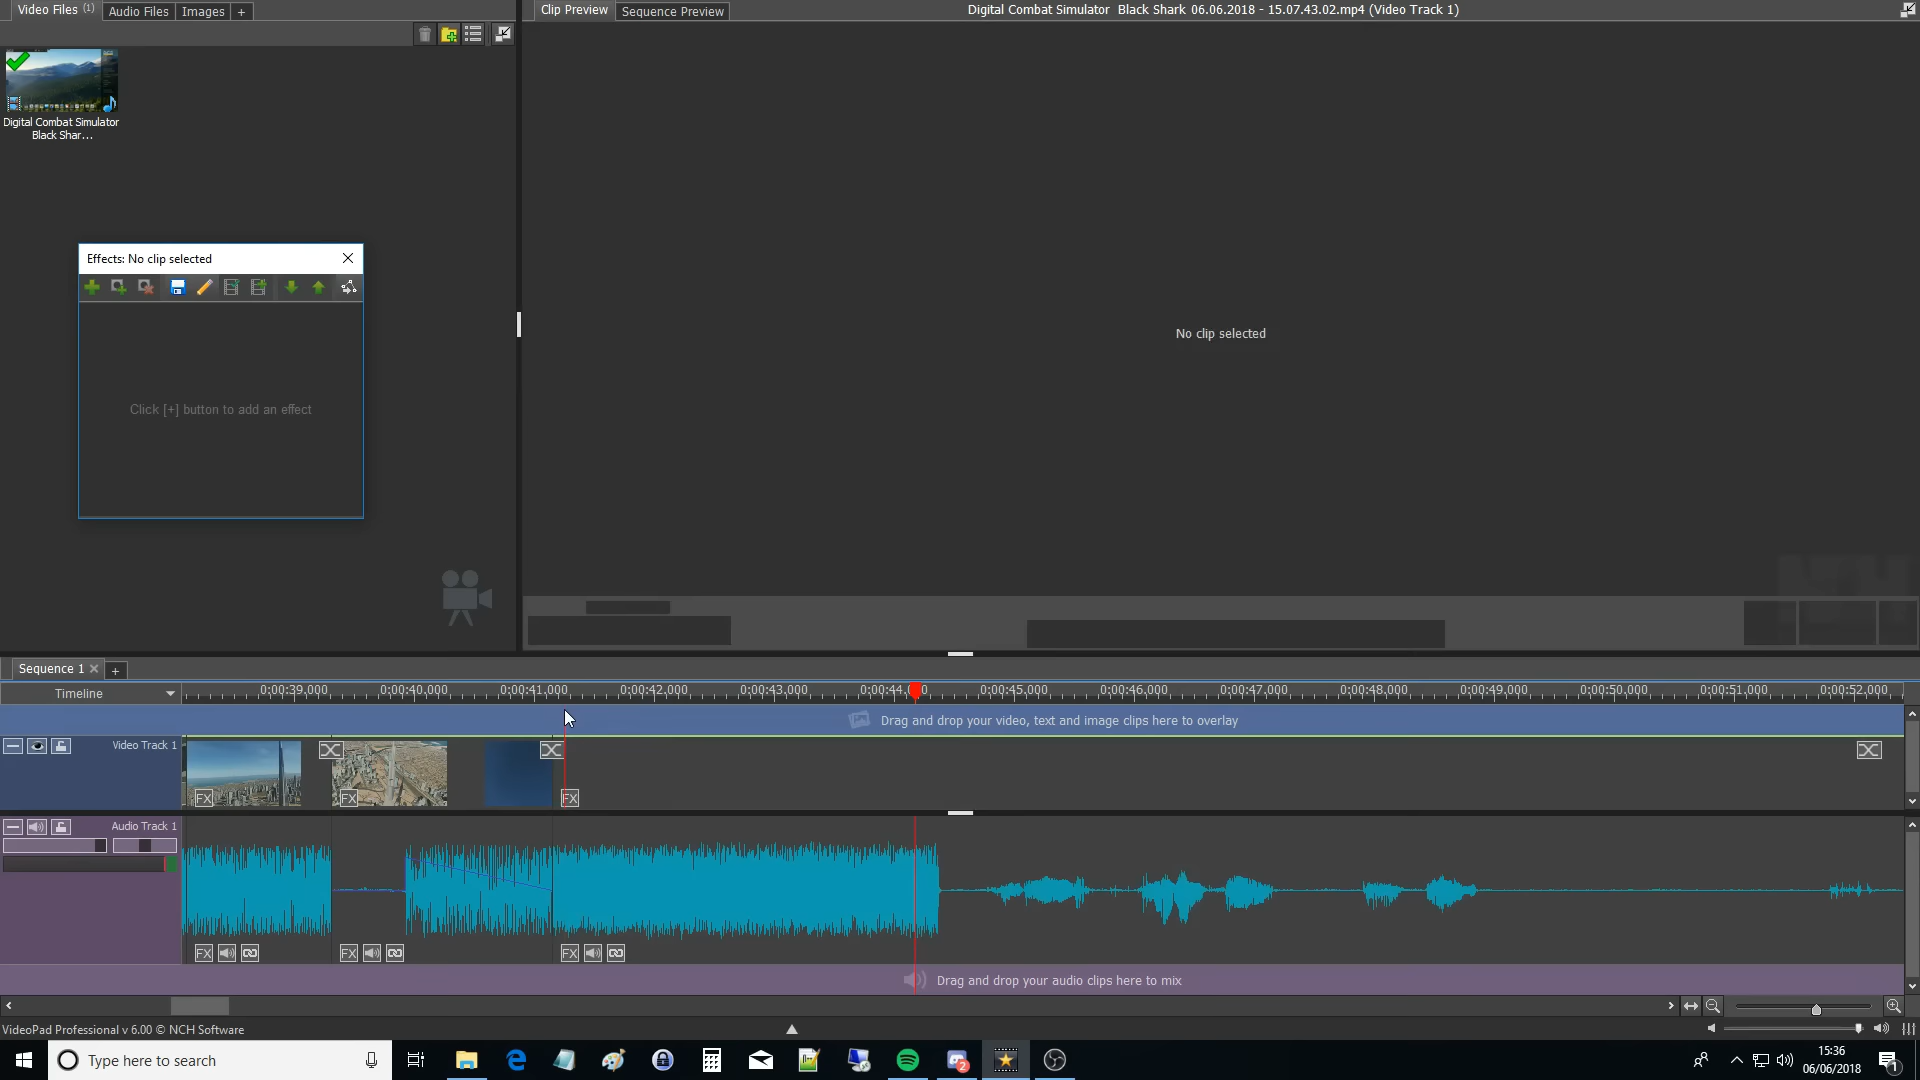 Video Files (1) Audio Files Images +
Clip Preview Sequence Preview
Digital Combat Simulator Black Shark 06.06.2018 - 15.07.43.02.mp4 (Video Track 1)
Digital Combat Simulator
Black Shar...
Effects: No clip selected
Click [+] button to add an effect
No clip selected
Sequence 1
Timeline
0;00:39,000 0;00:40,000 0;00:41,000 0;00:42,000 0;00:43,000 0;00:45,000 0;00:46,000 0;00:47,000 0;00:48,000 0;00:49,000 0;00:50,000 0;00:51,000 0;00:52,000
Drag and drop your video, text and image clips here to overlay
Video Track 1
FX FX FX
Audio Track 1
FX FX FX
Drag and drop your audio clips here to mix
VideoPad Professional v 6.00 © NCH Software
Type here to search
2
15:36
06/06/2018
1